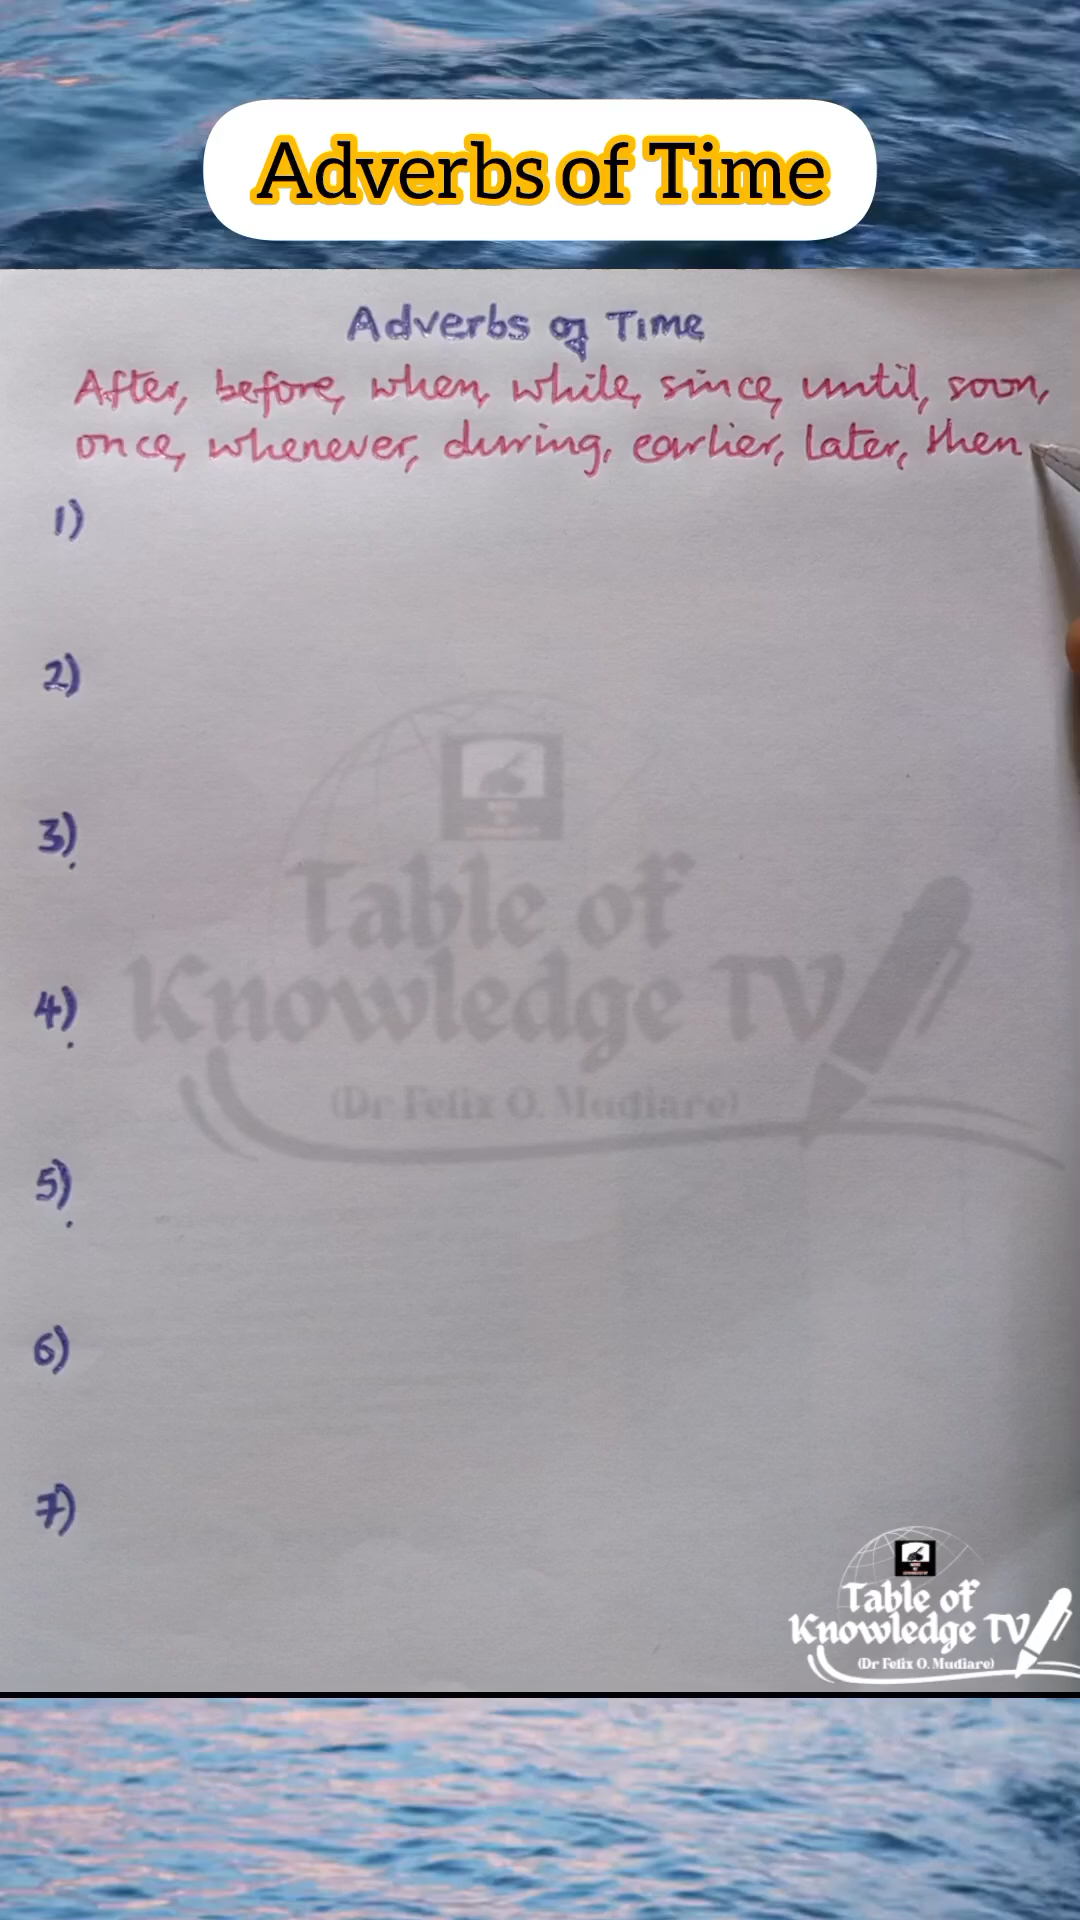 Adverbs of Time
Adverbs of Time
After, before, when, while, since, until, soon,
once, whenever, during, earlier, later, then
1)
2)
3)
4)
5)
6)
7)
Table of
Knowledge TV
(Dr Felix O. Mudiare)
Table of
Knowledge TV
(Dr Felix O. Mudiare)